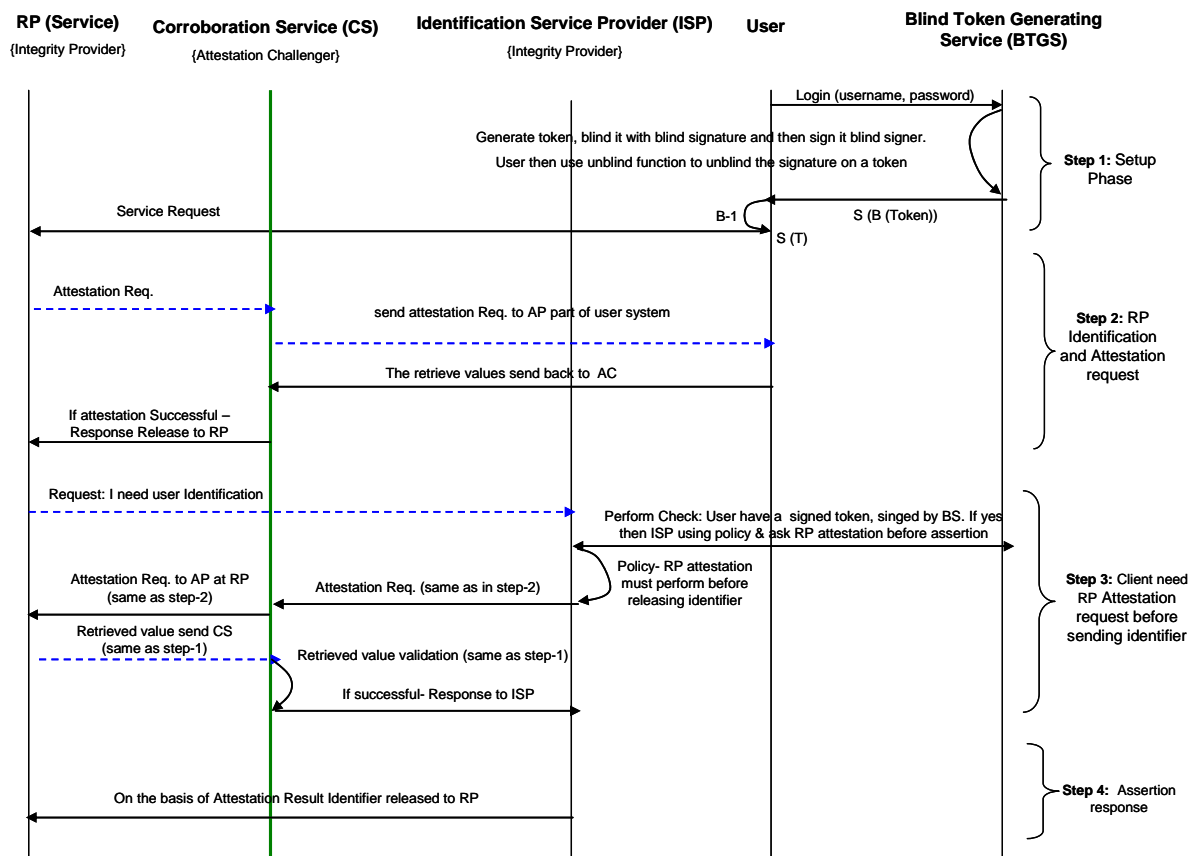 RP (Service)
{Integrity Provider}
Corroboration Service (CS)
{Attestation Challenger}
Identification Service Provider (ISP)
{Integrity Provider}
User
Blind Token Generating
Service (BTGS)
Login (username, password)
Generate token, blind it with blind signature and then sign it blind signer.
User then use unblind function to unblind the signature on a token
Step 1: Setup
Phase
Service Request
B-1
S (B (Token))
S (T)
Attestation Req.
send attestation Req. to AP part of user system
The retrieve values send back to AC
If attestation Successful –
Response Release to RP
Step 2: RP
Identification
and Attestation
request
Request: I need user Identification
Perform Check: User have a signed token, singed by BS. If yes
then ISP using policy & ask RP attestation before assertion
Policy- RP attestation
must perform before
releasing identifier
Attestation Req. to AP at RP
(same as step-2)
Attestation Req. (same as in step-2)
Retrieved value send CS
(same as step-1)
Retrieved value validation (same as step-1)
If successful- Response to ISP
Step 3: Client need
RP Attestation
request before
sending identifier
On the basis of Attestation Result Identifier released to RP
Step 4: Assertion
response